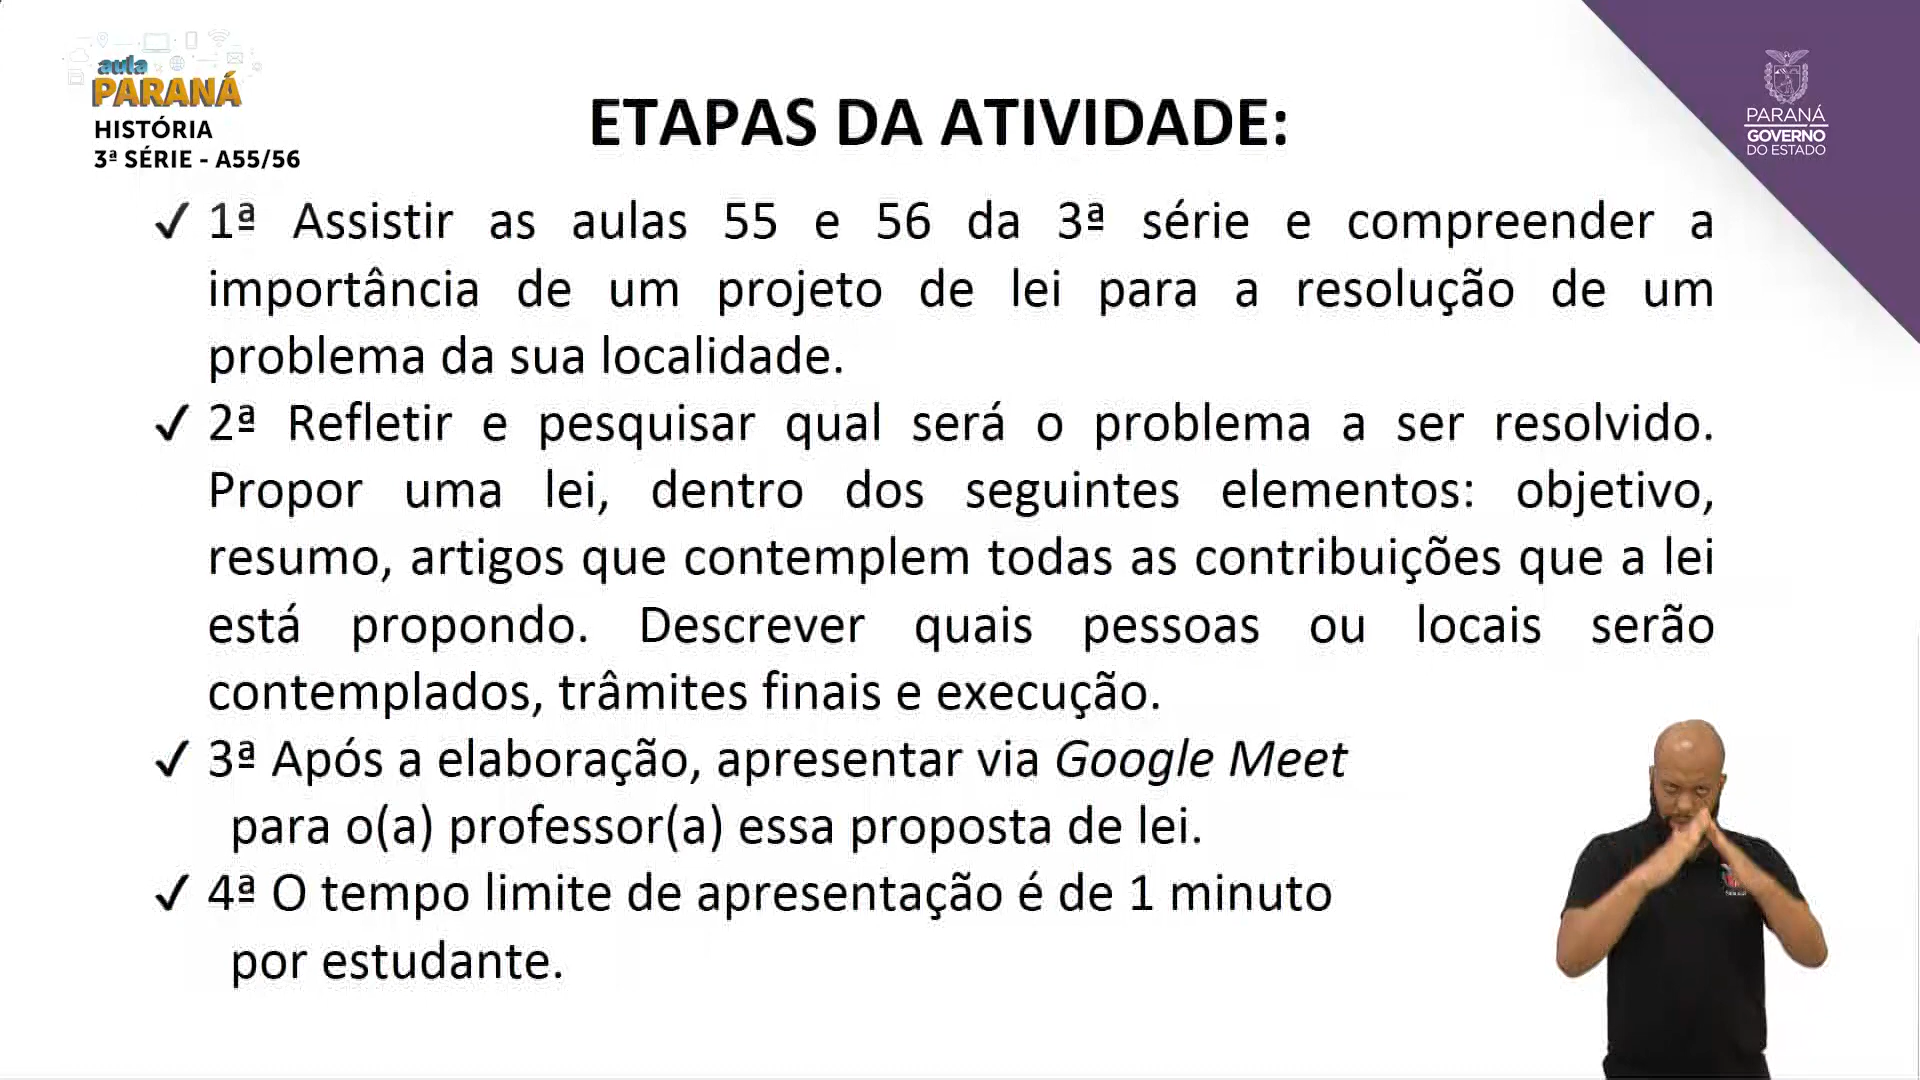 aula
PARANÁ
HISTÓRIA
3ª SÉRIE - A55/56
PARANÁ
GOVERNO
DO ESTADO
ETAPAS DA ATIVIDADE:
✓ 1ª Assistir as aulas 55 e 56 da 3ª série e compreender a
importância de um projeto de lei para a resolução de um
problema da sua localidade.
✓ 2ª Refletir e pesquisar qual será o problema a ser resolvido.
Propor uma lei, dentro dos seguintes elementos: objetivo,
resumo, artigos que contemplem todas as contribuições que a lei
está propondo. Descrever quais pessoas ou locais serão
contemplados, trâmites finais e execução.
✓ 3ª Após a elaboração, apresentar via Google Meet
para o(a) professor(a) essa proposta de lei.
✓ 4ª O tempo limite de apresentação é de 1 minuto
por estudante.